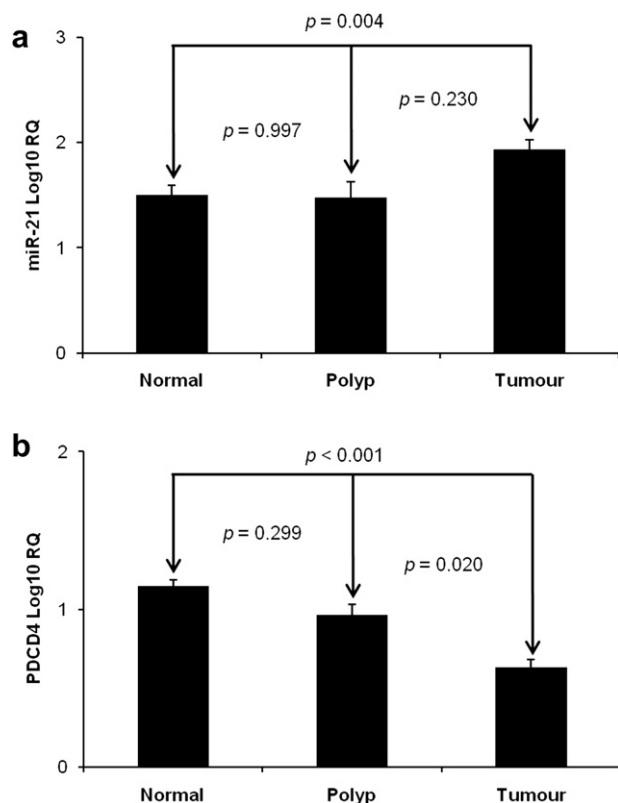 a
p = 0.004
3
p = 0.230
p = 0.997
2
1
0
miR-21 Log10 RQ
Normal Polyp Tumour
b
p < 0.001
2
p = 0.299
p = 0.020
1
0
PDCD4 Log10 RQ
Normal Polyp Tumour